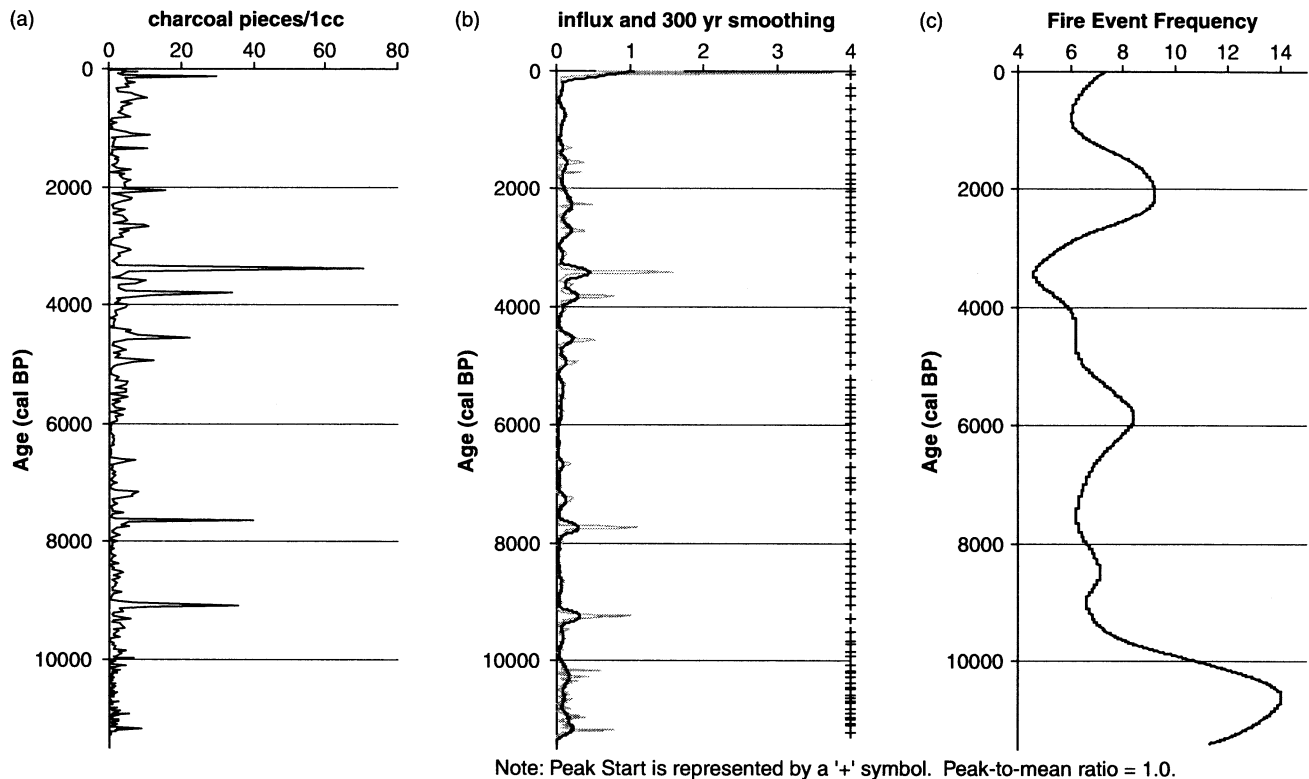 (a)
charcoal pieces/1cc
0 20 40 60 80
0
2000
4000
6000
8000
10000
Age (cal BP)
(b)
influx and 300 yr smoothing
0 1 2 3 4
0
2000
4000
6000
8000
10000
Age (cal BP)
(c)
Fire Event Frequency
4 6 8 10 12 14
0
2000
4000
6000
8000
10000
Age (cal BP)
Note: Peak Start is represented by a '+' symbol. Peak-to-mean ratio = 1.0.